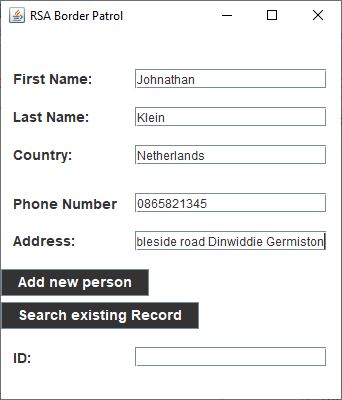 RSA Border Patrol
First Name: Johnathan
Last Name: Klein
Country: Netherlands
Phone Number 0865821345
Address: bleside road Dinwiddie Germiston
Add new person
Search existing Record
ID: